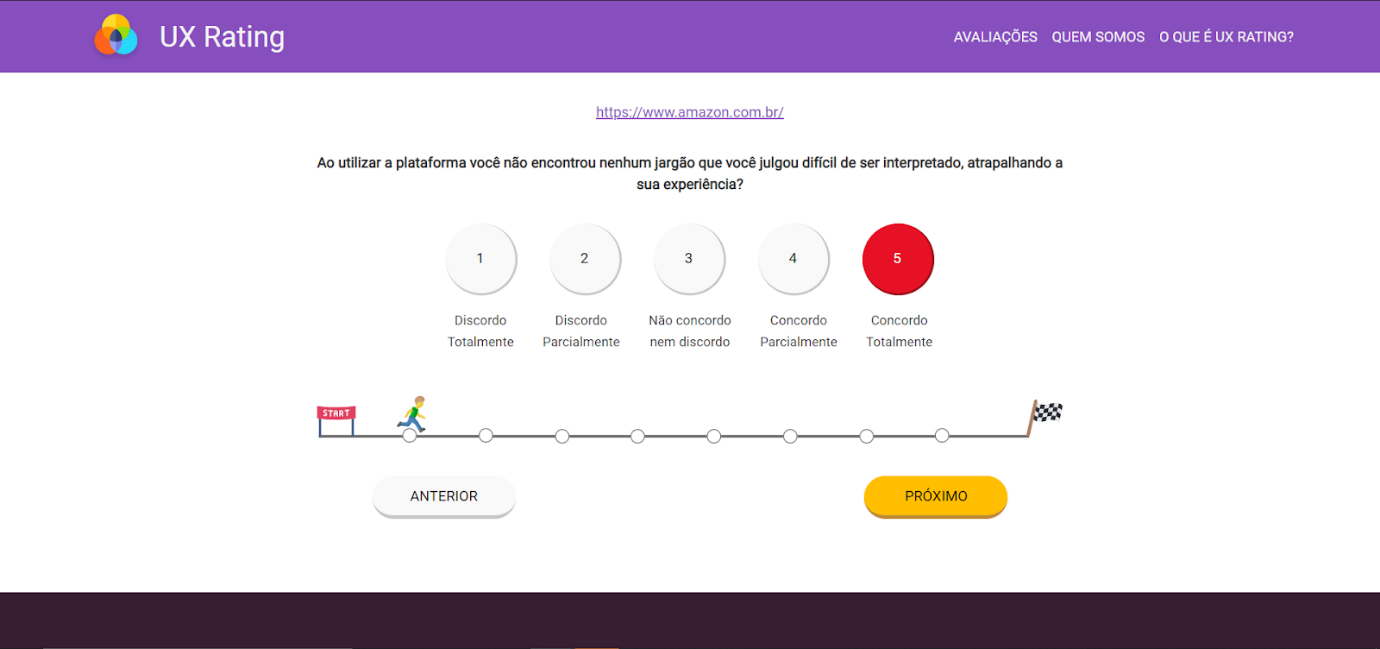 UX Rating
AVALIAÇÕES QUEM SOMOS O QUE É UX RATING?
https://www.amazon.com.br/
Ao utilizar a plataforma você não encontrou nenhum jargão que você julgou difícil de ser interpretado, atrapalhando a
sua experiência?
1 2 3 4 5
Discordo Discordo Não concordo Concordo Concordo
Totalmente Parcialmente nem discordo Parcialmente Totalmente
START
ANTERIOR PRÓXIMO